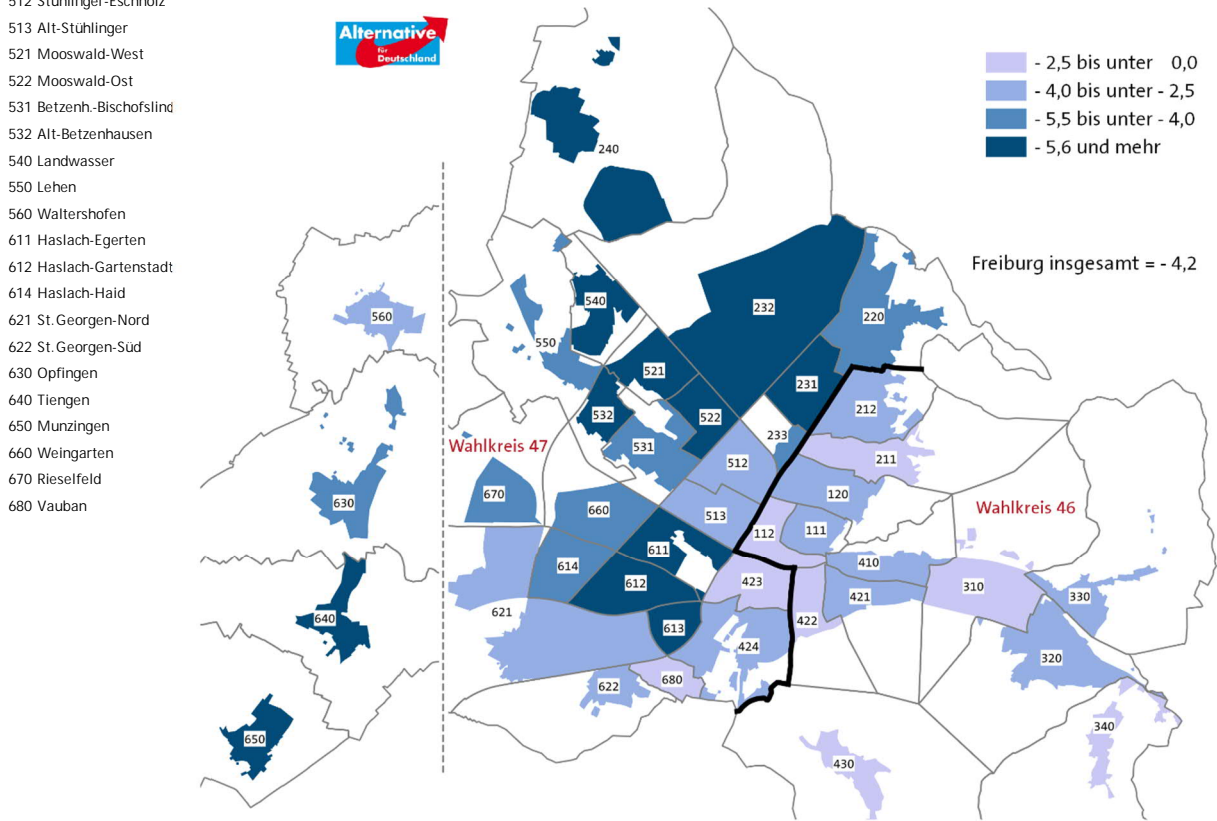 512 Stühlinger-Eschholz
513 Alt-Stühlinger
521 Mooswald-West
522 Mooswald-Ost
531 Betzenh.-Bischofslind
532 Alt-Betzenhausen
540 Landwasser
550 Lehen
560 Waltershofen
611 Haslach-Egerten
612 Haslach-Gartenstadt
614 Haslach-Haid
621 St.Georgen-Nord
622 St.Georgen-Süd
630 Opfingen
640 Tiengen
650 Munzingen
660 Weingarten
670 Rieselfeld
680 Vauban
Alternative
für
Deutschland
- 2,5 bis unter 0,0
- 4,0 bis unter - 2,5
- 5,5 bis unter - 4,0
- 5,6 und mehr
Freiburg insgesamt = - 4,2
240
540
232
220
560
550
521
231
532
522
212
233
531
Wahlkreis 47
512
211
670
120
630
660
513
Wahlkreis 46
112
111
611
614
410
612
423
310
421
330
621
640
613
422
424
320
680
622
340
650
430